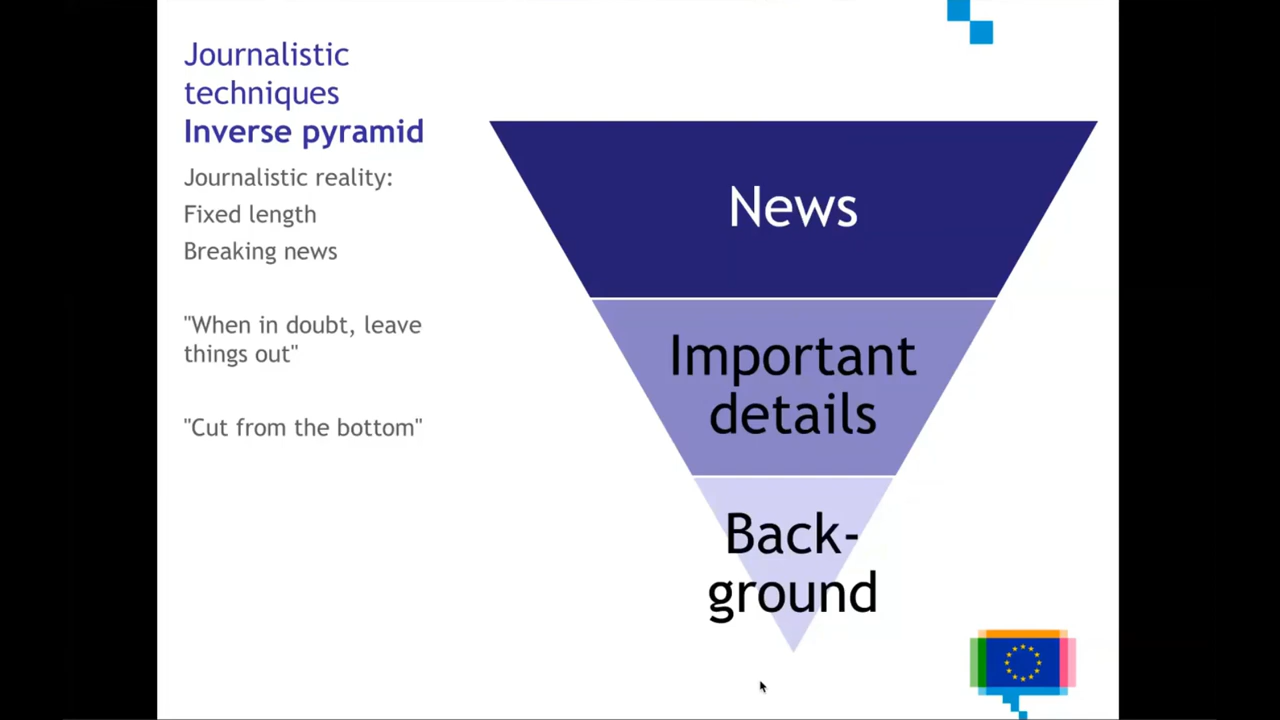 Journalistic
techniques
Inverse pyramid
Journalistic reality:
Fixed length
Breaking news
"When in doubt, leave
things out"
"Cut from the bottom"
News
Important
details
Back-
ground